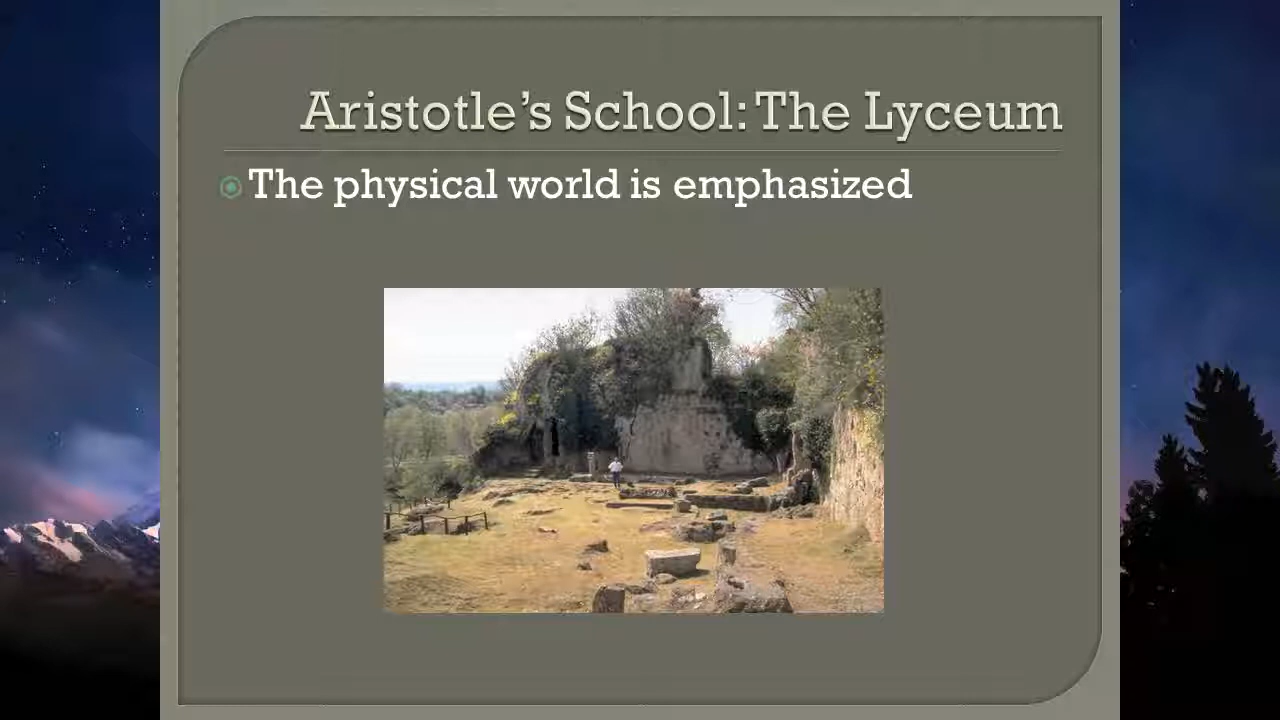 Aristotle’s School: The Lyceum
The physical world is emphasized